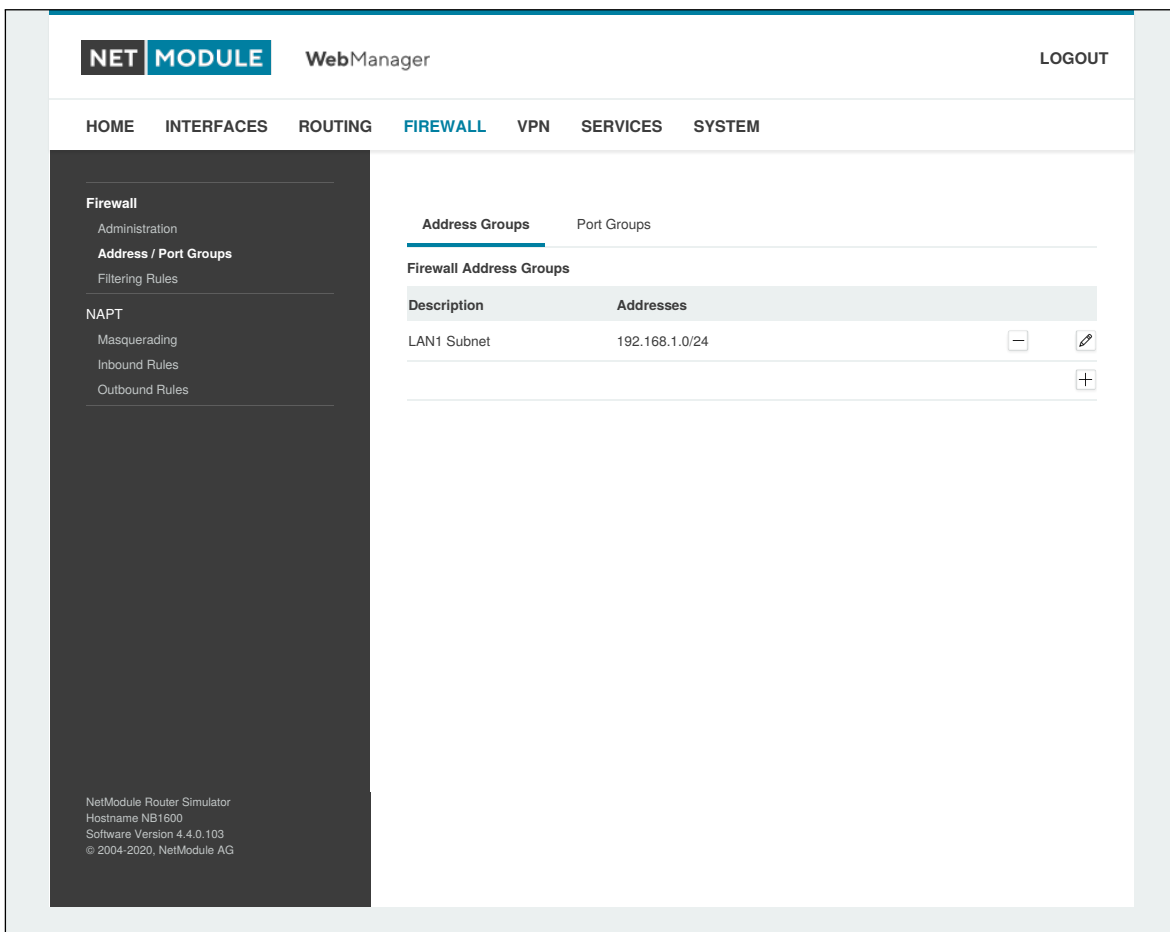 NET MODULE WebManager LOGOUT
HOME INTERFACES ROUTING FIREWALL VPN SERVICES SYSTEM
Firewall
Administration
Address / Port Groups
Filtering Rules
NAPT
Masquerading
Inbound Rules
Outbound Rules
Address Groups Port Groups
Firewall Address Groups
Description Addresses
LAN1 Subnet 192.168.1.0/24
NetModule Router Simulator
Hostname NB1600
Software Version 4.4.0.103
© 2004-2020, NetModule AG